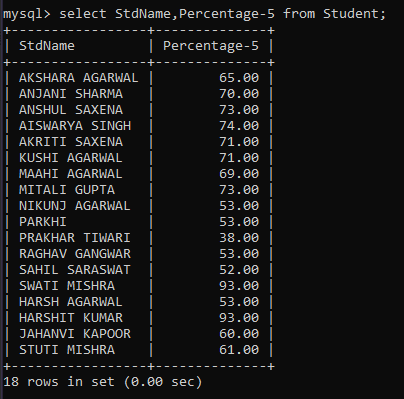 mysql> select StdName,Percentage-5 from Student;
+-----------------+--------------+
| StdName         | Percentage-5 |
+-----------------+--------------+
| AKSHARA AGARWAL |        65.00 |
| ANJANI SHARMA   |        70.00 |
| ANSHUL SAXENA   |        73.00 |
| AISWARYA SINGH  |        74.00 |
| AKRITI SAXENA   |        71.00 |
| KUSHI AGARWAL   |        71.00 |
| MAAHI AGARWAL   |        69.00 |
| MITALI GUPTA    |        73.00 |
| NIKUNJ AGARWAL  |        53.00 |
| PARKHI          |        53.00 |
| PRAKHAR TIWARI  |        38.00 |
| RAGHAV GANGWAR  |        53.00 |
| SAHIL SARASWAT  |        52.00 |
| SWATI MISHRA    |        93.00 |
| HARSH AGARWAL   |        53.00 |
| HARSHIT KUMAR   |        93.00 |
| JAHANVI KAPOOR  |        60.00 |
| STUTI MISHRA    |        61.00 |
+-----------------+--------------+
18 rows in set (0.00 sec)